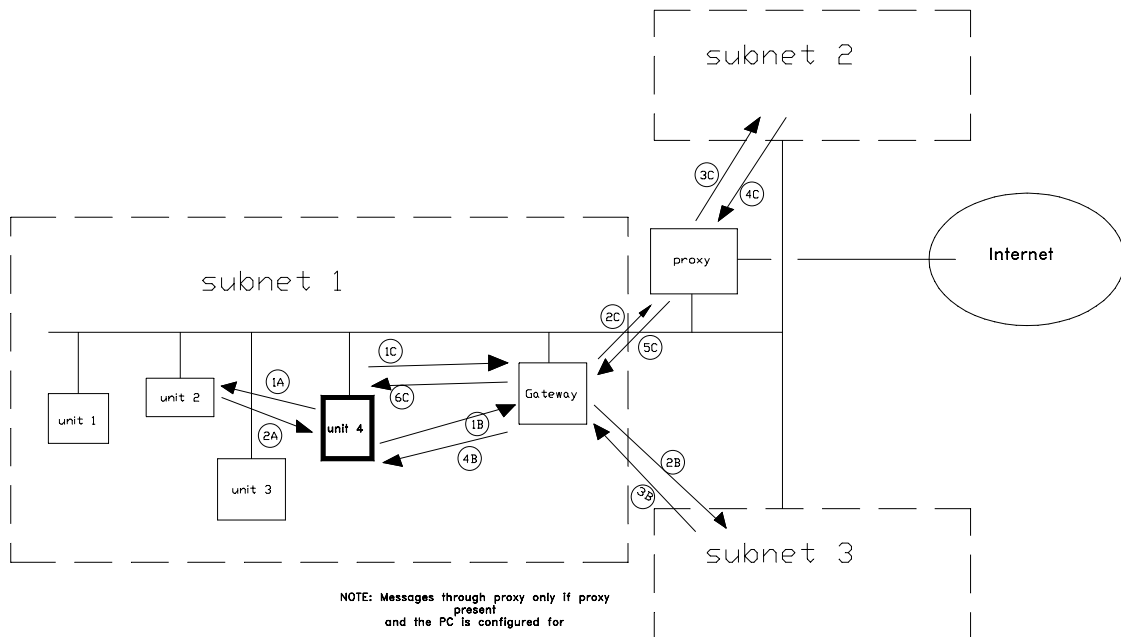 subnet 2
3C
4C
subnet 1
proxy
Internet
2C
5C
1C
6C
1A
2A
unit 1
unit 2
unit 3
unit 4
Gateway
1B
4B
2B
3B
subnet 3
NOTE: Messages through proxy only if proxy
present
and the PC is configured for